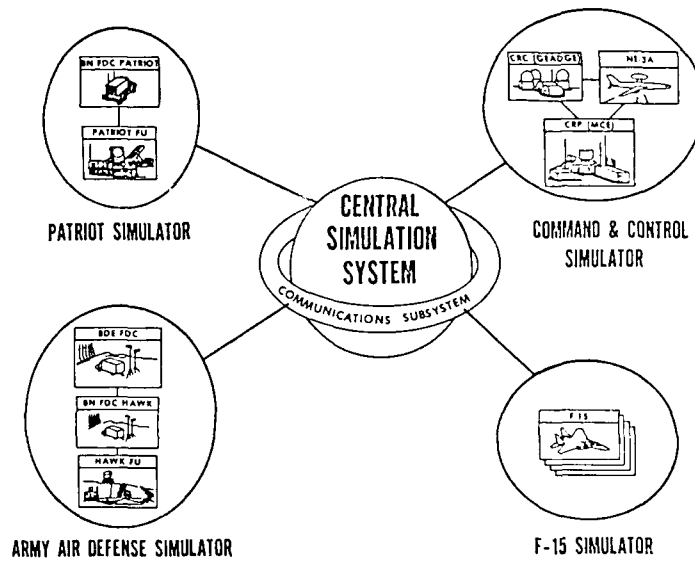 BN FDC PATRIOT
PATRIOT FU
PATRIOT SIMULATOR
CRC (GEADGE)
NE-3A
CRP (MCE)
COMMAND & CONTROL
SIMULATOR
CENTRAL
SIMULATION
SYSTEM
COMMUNICATIONS SUBSYSTEM
BDE FDC
BN FDC HAWK
HAWK FU
ARMY AIR DEFENSE SIMULATOR
F-15
F-15 SIMULATOR